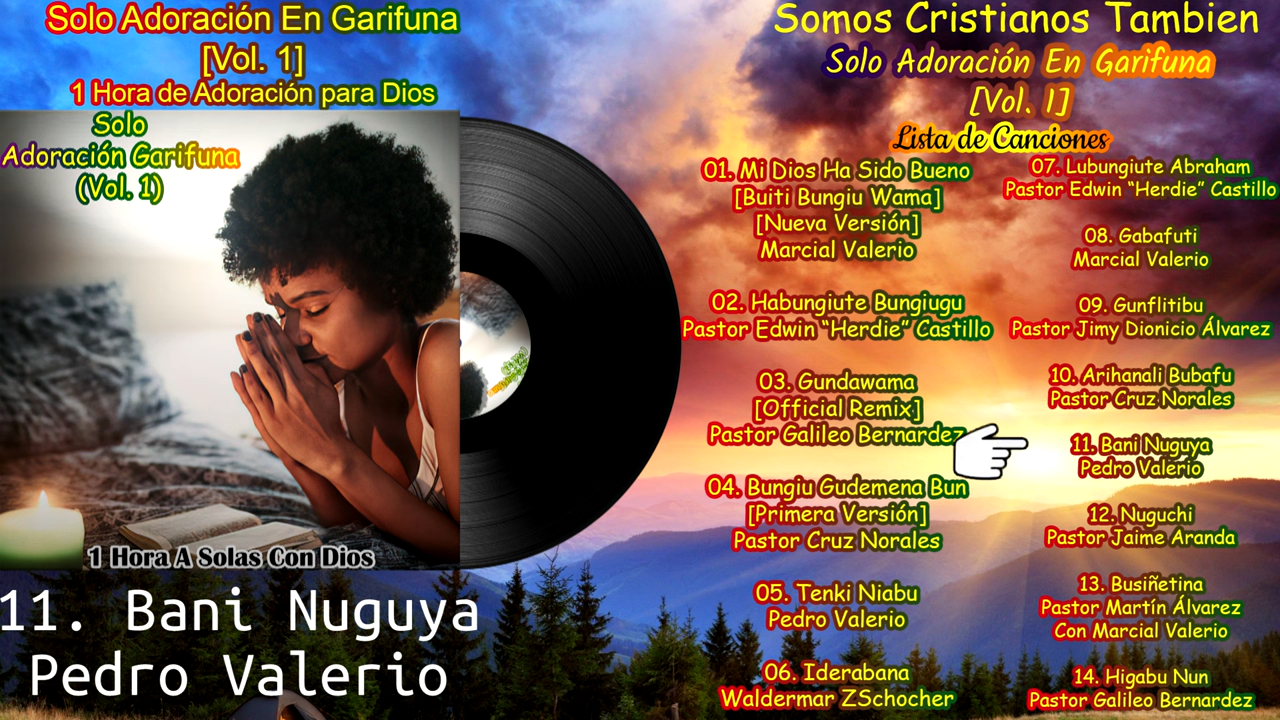 Solo Adoración En Garifuna
[Vol. 1]
1 Hora de Adoración para Dios
Solo
Adoración Garifuna
(Vol. 1)
1 Hora A Solas Con Dios
11. Bani Nuguya
Pedro Valerio
Somos Cristianos Tambien
Solo Adoración En Garifuna
[Vol. 1]
Lista de Canciones
01. Mi Dios Ha Sido Bueno
[Buiti Bungiu Wama]
[Nueva Versión]
Marcial Valerio
02. Habungiute Bungiugu
Pastor Edwin “Herdie” Castillo
03. Gundawama
[Official Remix]
Pastor Galileo Bernardez
04. Bungiu Gudemena Bun
[Primera Versión]
Pastor Cruz Norales
05. Tenki Niabu
Pedro Valerio
06. Iderabana
Waldermar ZSchocher
07. Lubungiute Abraham
Pastor Edwin “Herdie” Castillo
08. Gabafuti
Marcial Valerio
09. Gunflitibu
Pastor Jimy Dionicio Álvarez
10. Arihanali Bubafu
Pastor Cruz Norales
11. Bani Nuguya
Pedro Valerio
12. Nuguchi
Pastor Jaime Aranda
13. Busiñetina
Pastor Martín Álvarez
Con Marcial Valerio
14. Higabu Nun
Pastor Galileo Bernardez